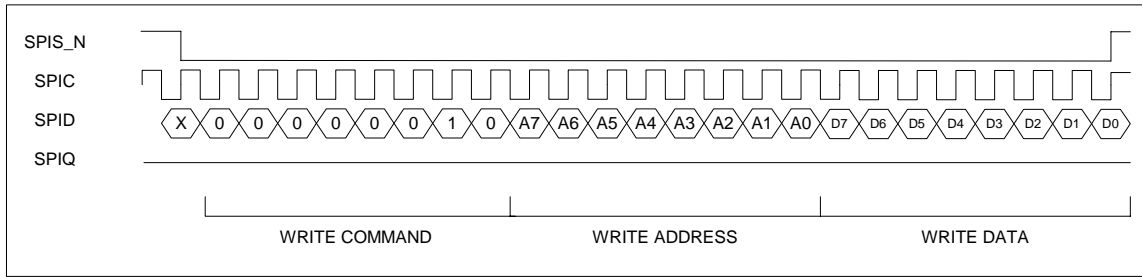 SPIS_N
SPIC
SPID X 0 0 0 0 0 0 1 0 A7 A6 A5 A4 A3 A2 A1 A0 D7 D6 D5 D4 D3 D2 D1 D0
SPIQ
WRITE COMMAND WRITE ADDRESS WRITE DATA